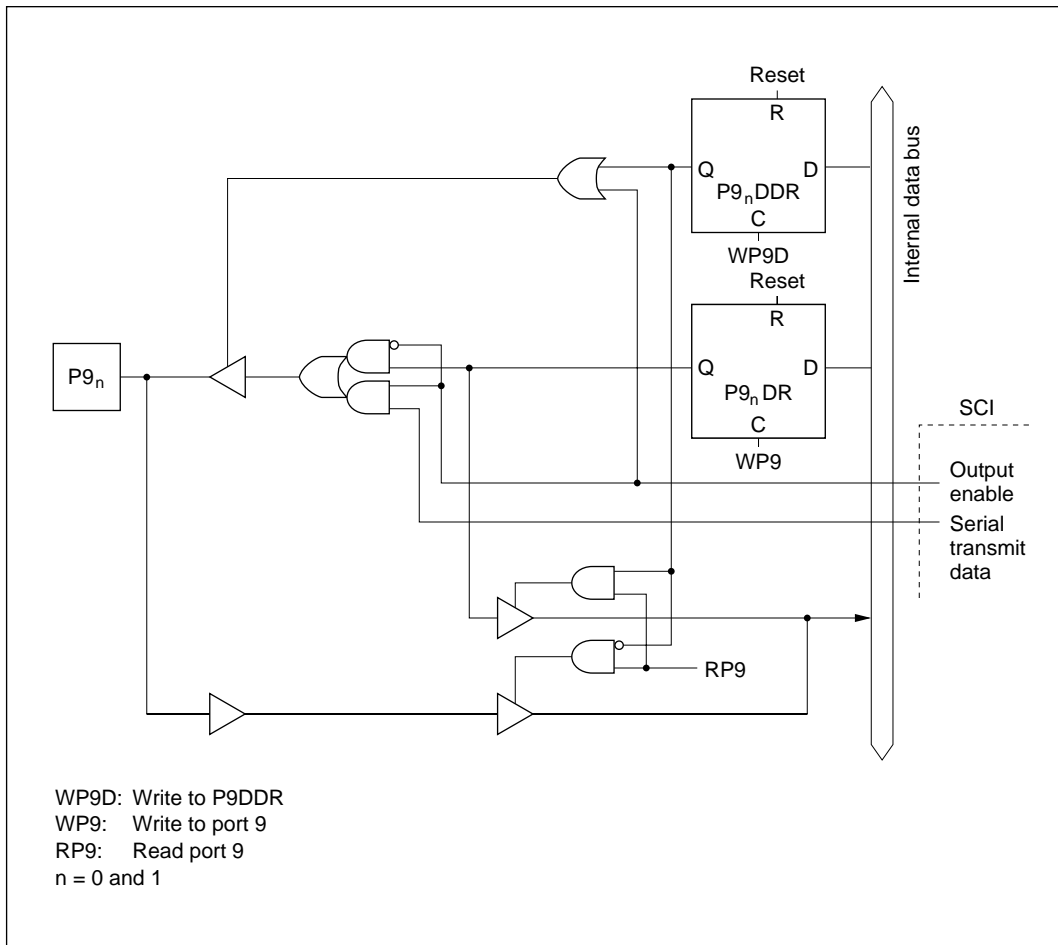 Reset
R
Q
D
P9nDDR
C
WP9D
Internal data bus
Reset
R
P9n
Q
D
P9n DR
C
WP9
SCI
Output
enable
Serial
transmit
data
RP9
WP9D: Write to P9DDR
WP9: Write to port 9
RP9: Read port 9
n = 0 and 1